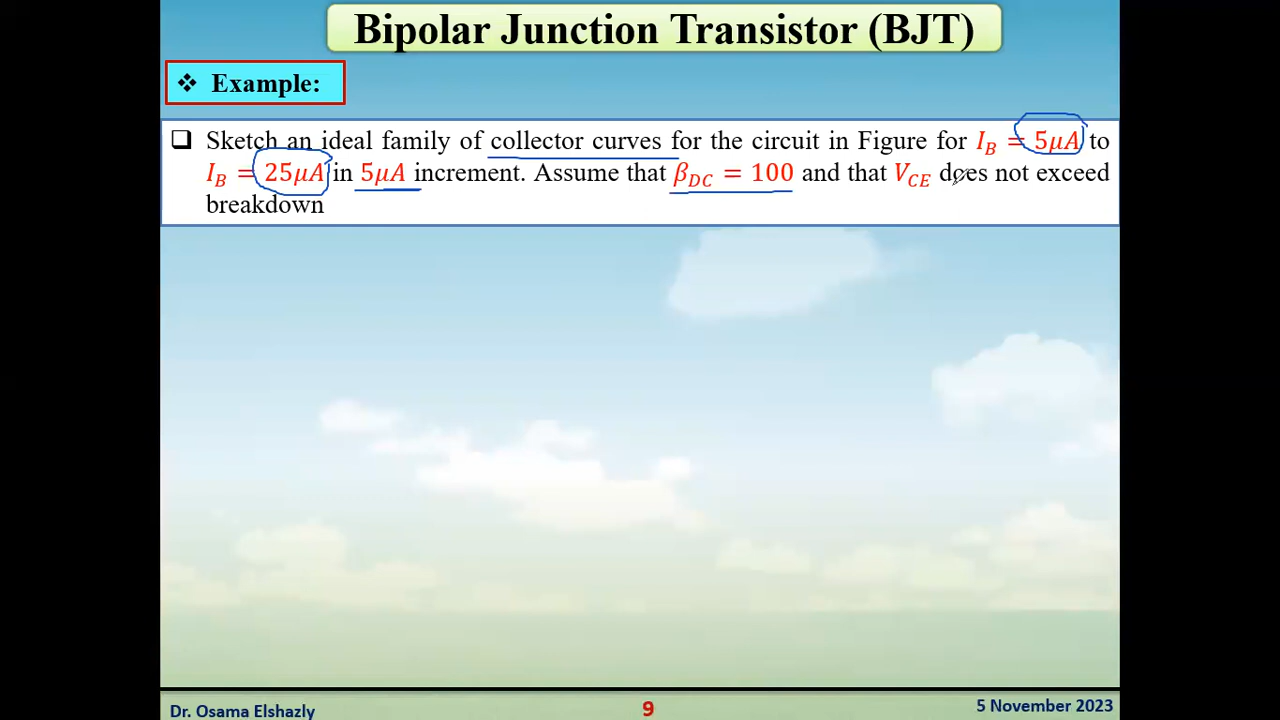 Bipolar Junction Transistor (BJT)
❖ Example:
❑ Sketch an ideal family of collector curves for the circuit in Figure for I_B = 5μA to
I_B = 25μA in 5μA increment. Assume that β_DC = 100 and that V_CE does not exceed
breakdown
Dr. Osama Elshazly
9
5 November 2023